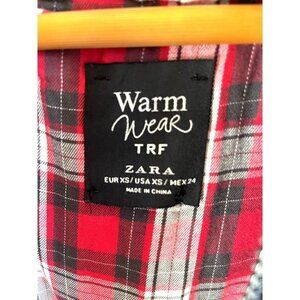 Warm
Wear
TRF
ZARA
EUR XS / USA XS / MEX 24
MADE IN CHINA